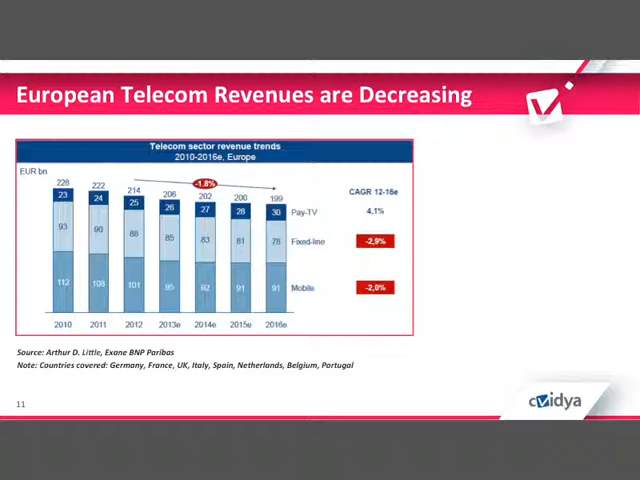 European Telecom Revenues are Decreasing
Telecom sector revenue trends
2010-2016e, Europe
EUR bn
228 222 214 206 202 200 199
-1.8%
CAGR 12-16e
23 24 25 26 27 28 30 Pay-TV 4,1%
93 90 88 85 83 81 78 Fixed-line -2,9%
112 108 101 95 92 91 91 Mobile -2,0%
2010 2011 2012 2013e 2014e 2015e 2016e
Source: Arthur D. Little, Exane BNP Paribas
Note: Countries covered: Germany, France, UK, Italy, Spain, Netherlands, Belgium, Portugal
11
cvidya